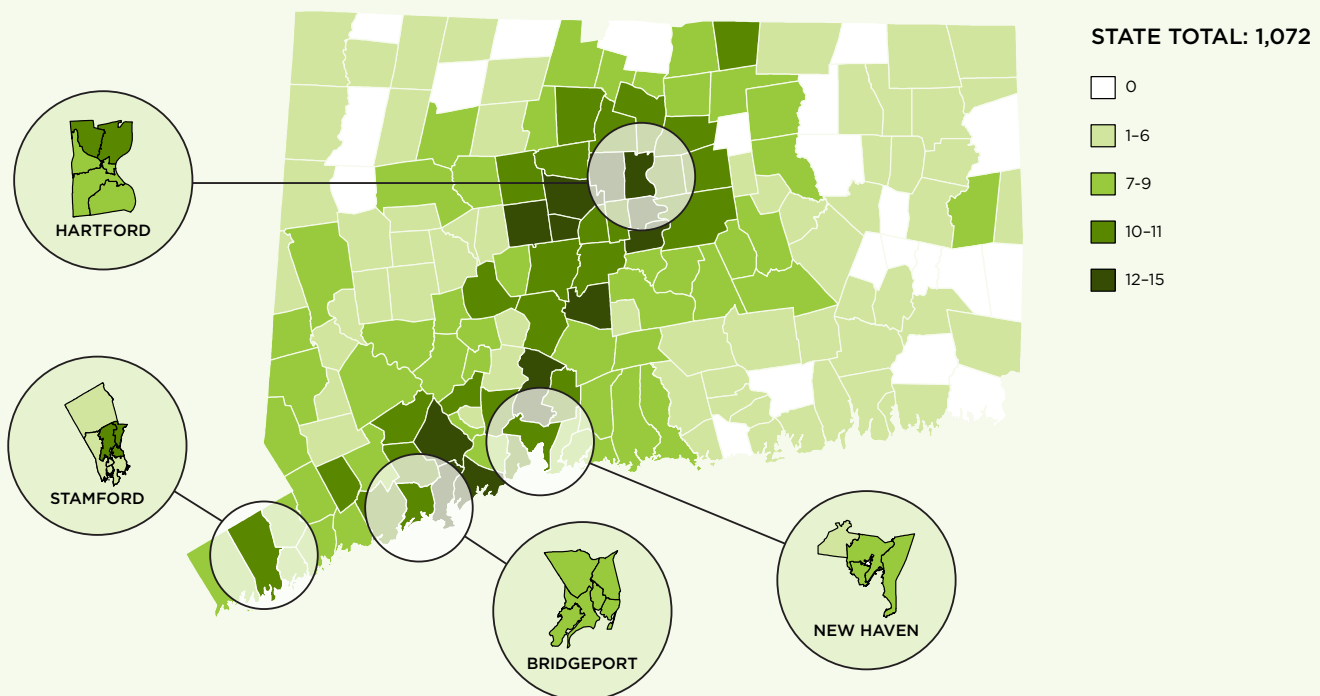 STATE TOTAL: 1,072
0
1–6
7-9
10–11
12–15
HARTFORD
STAMFORD
BRIDGEPORT
NEW HAVEN